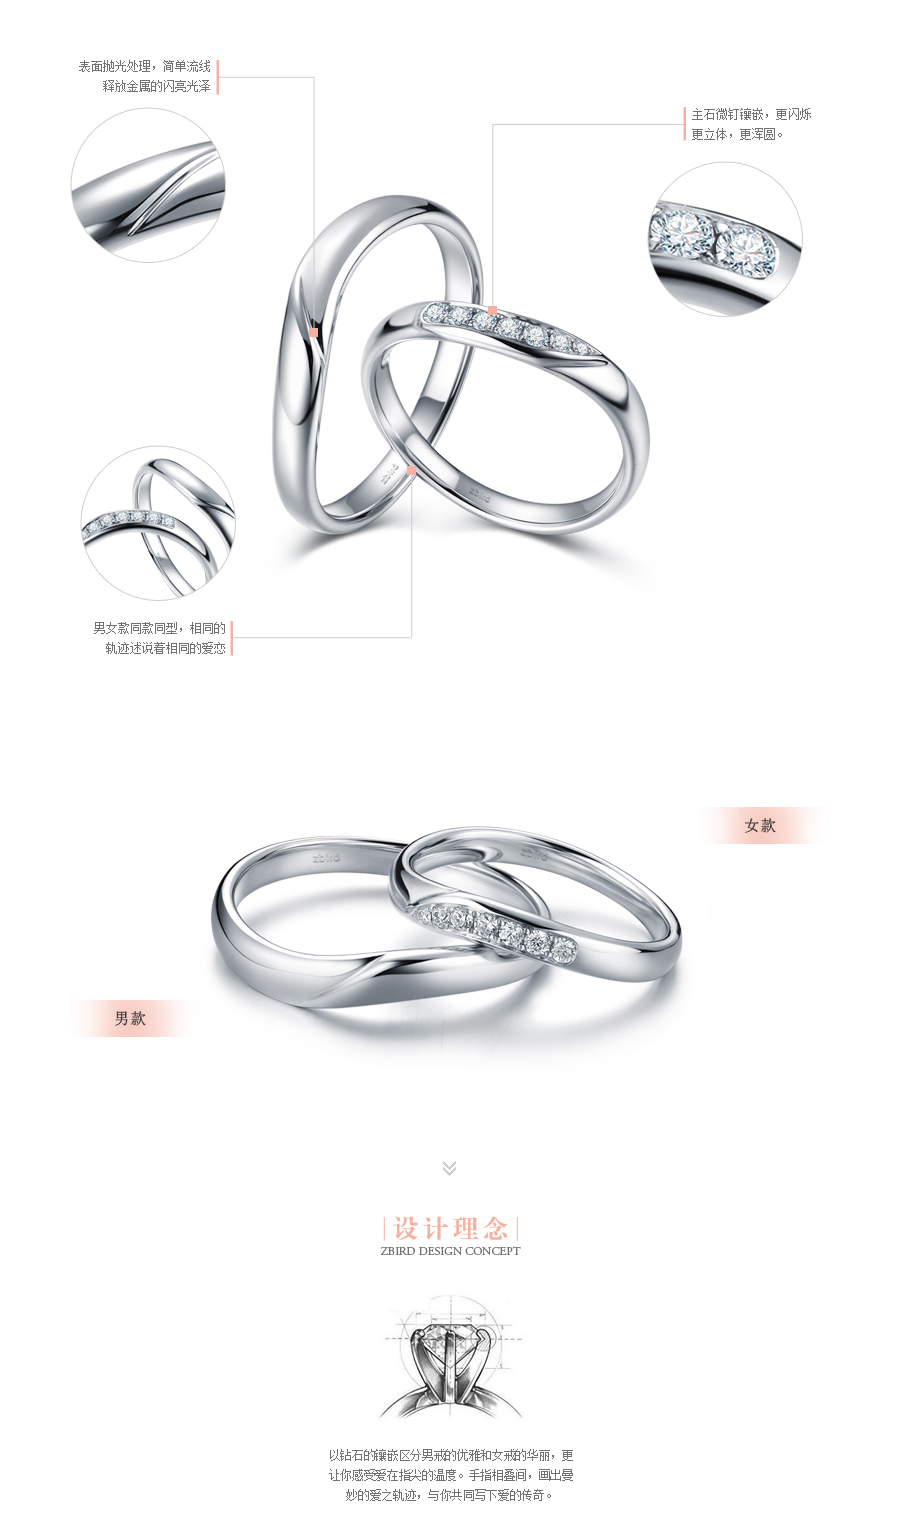 表面抛光处理，简单流线
释放金属的闪亮光泽
主石微钉镶嵌，更闪烁
更立体，更浑圆。
zbird
zbird
男女款同款同型，相同的
轨迹述说着相同的爱恋
女款
zbird
zbird
男款
设计理念
ZBIRD DESIGN CONCEPT
以钻石的镶嵌区分男戒的优雅和女戒的华丽，更
让你感受爱在指尖的温度。手指相叠间，画出曼
妙的爱之轨迹，与你共同写下爱的传奇。